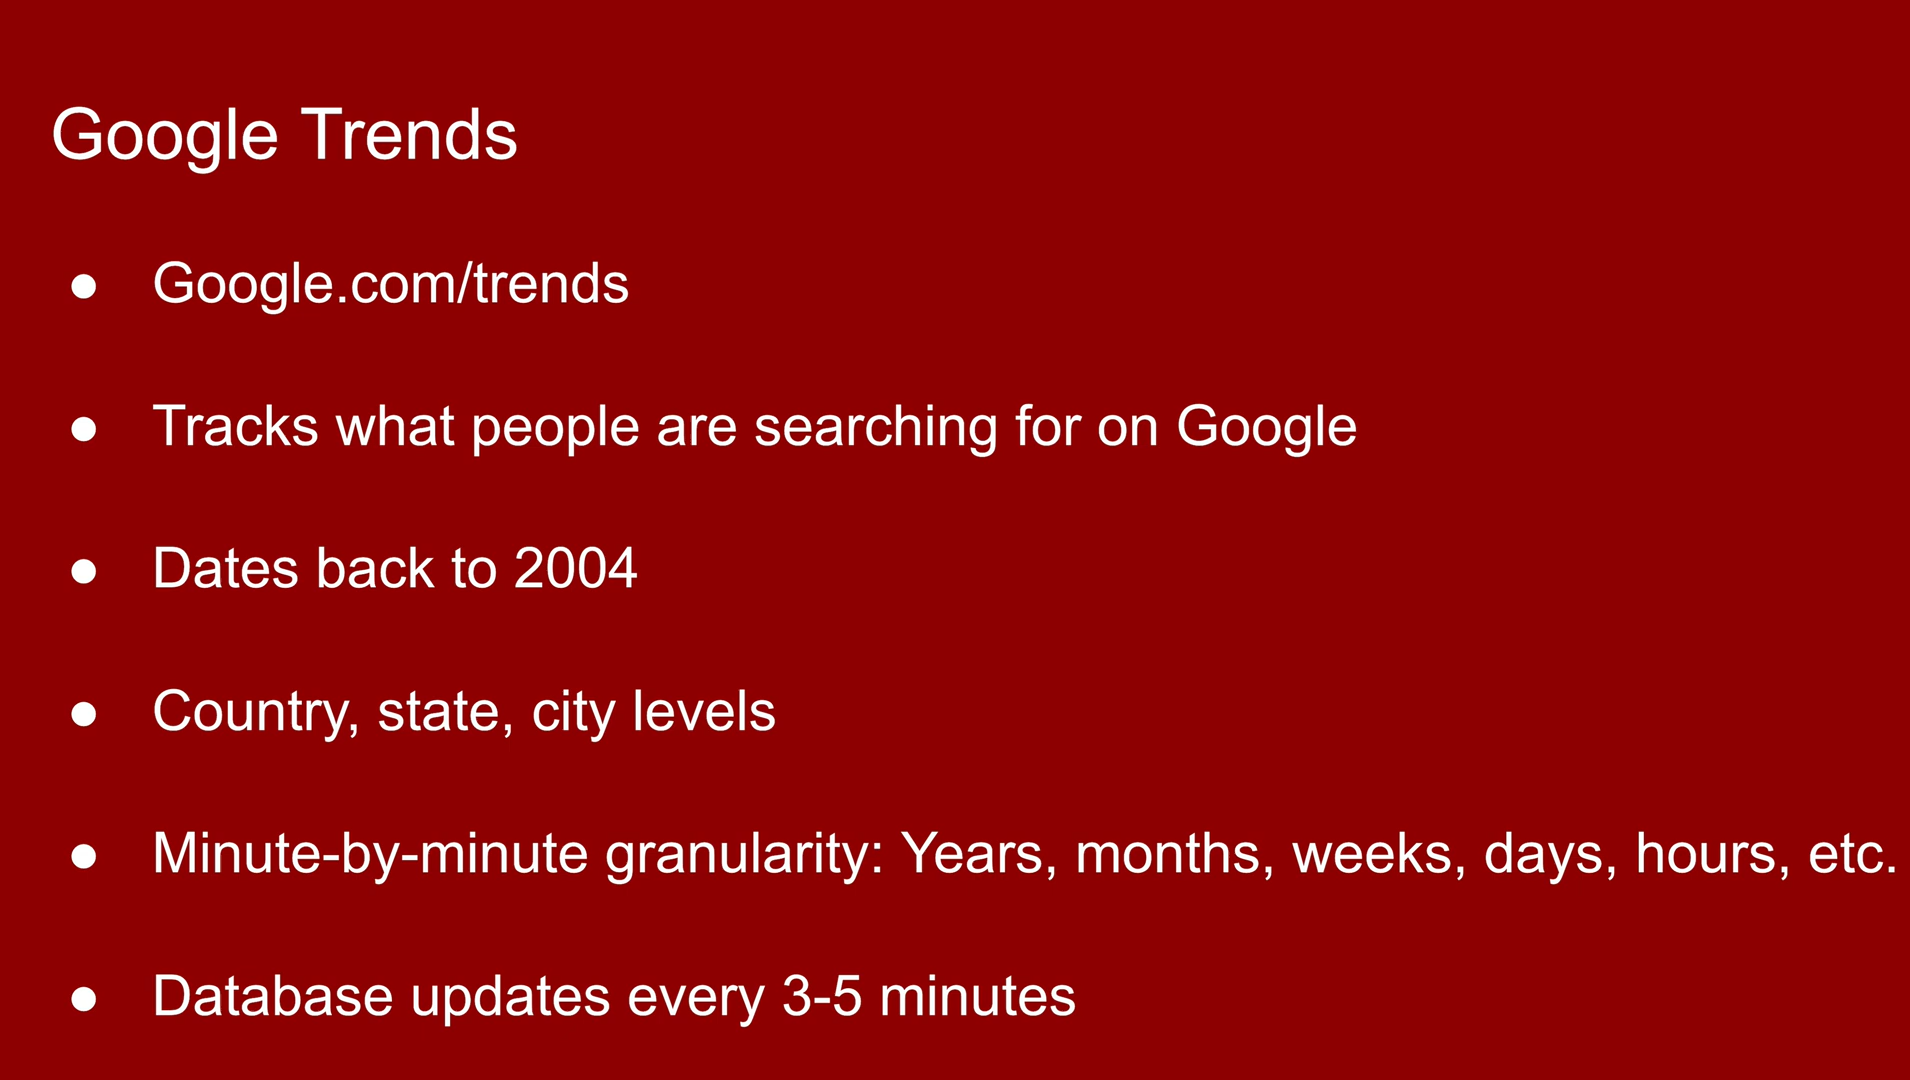 Google Trends
● Google.com/trends
● Tracks what people are searching for on Google
● Dates back to 2004
● Country, state, city levels
● Minute-by-minute granularity: Years, months, weeks, days, hours, etc.
● Database updates every 3-5 minutes